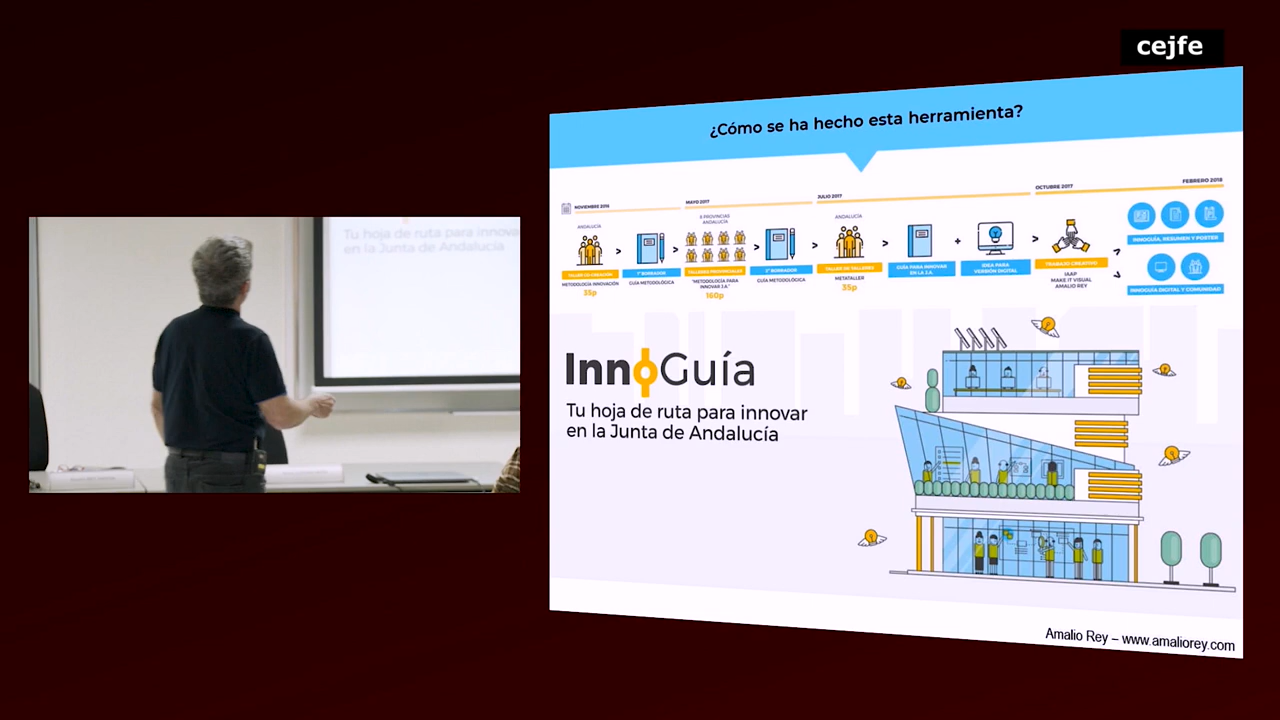 cejfe
¿Cómo se ha hecho esta herramienta?
NOVIEMBRE 2016
MAYO 2017
JULIO 2017
OCTUBRE 2017
FEBRERO 2018
ANDALUCÍA
8 PROVINCIAS
ANDALUCÍA
ANDALUCÍA
TALLER CO-CREACIÓN
METODOLOGÍA INNOVACIÓN
35p
1º BORRADOR
GUÍA METODOLÓGICA
TALLERES PROVINCIALES
"METODOLOGÍA PARA
INNOVAR J.A."
160p
2º BORRADOR
GUÍA METODOLÓGICA
TALLER DE TALLERES
METATALLER
35p
GUÍA PARA INNOVAR
EN LA J.A.
+
IDEA PARA
VERSIÓN DIGITAL
TRABAJO CREATIVO
IAAP
MAKE IT VISUAL
AMALIO REY
INNOGUÍA, RESUMEN Y POSTER
INNOGUÍA DIGITAL Y COMUNIDAD
InnoGuía
Tu hoja de ruta para innovar
en la Junta de Andalucía
Amalio Rey – www.amaliorey.com
Tu hoja de ruta para innova
en la Junta de Andalucía